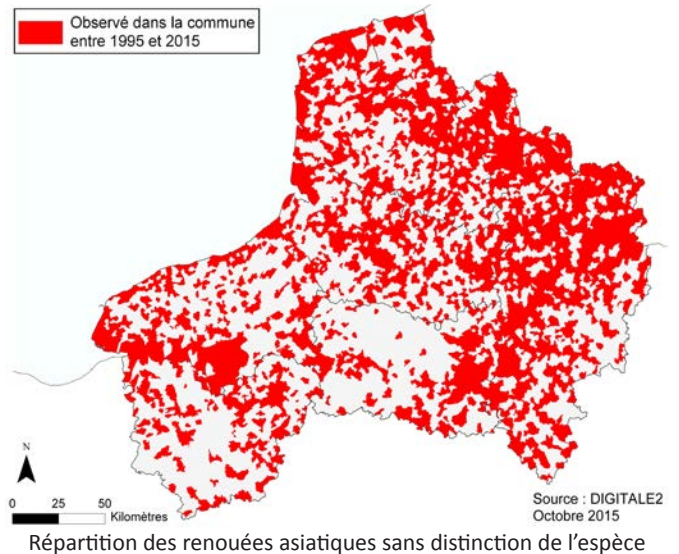 Observé dans la commune
entre 1995 et 2015
N
0 25 50
Kilomètres
Source : DIGITALE2
Octobre 2015
Répartition des renouées asiatiques sans distinction de l'espèce